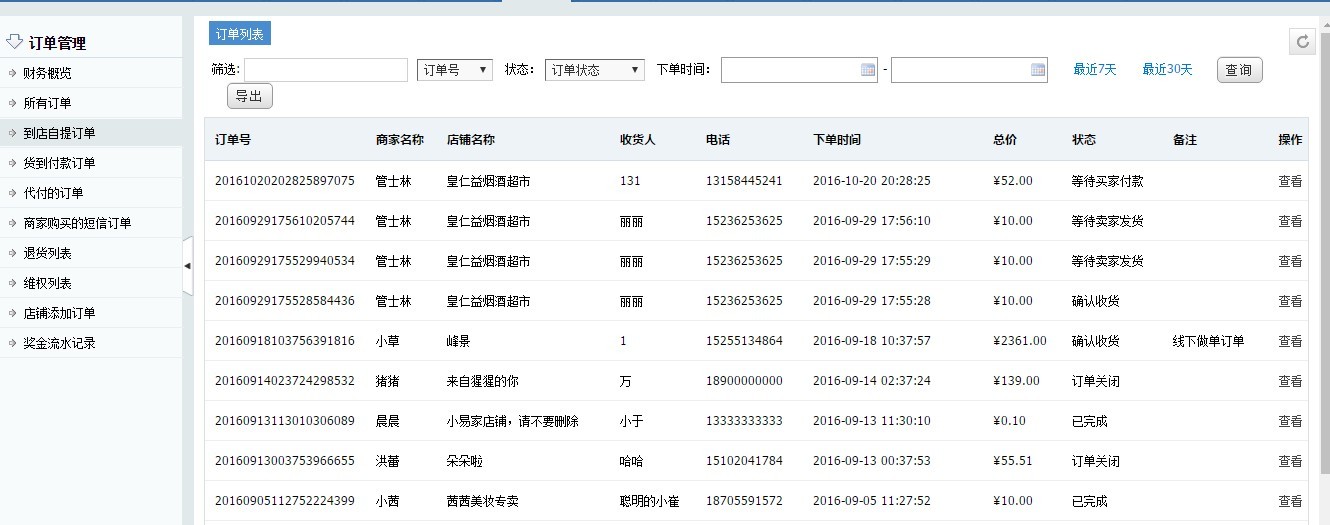 订单管理
财务概览
所有订单
到店自提订单
货到付款订单
代付的订单
商家购买的短信订单
退货列表
维权列表
店铺添加订单
奖金流水记录
订单列表
筛选: 订单号 状态: 订单状态 下单时间: - 最近7天 最近30天 查询
导出
订单号 商家名称 店铺名称 收货人 电话 下单时间 总价 状态 备注 操作
20161020202825897075 管士林 皇仁益烟酒超市 131 13158445241 2016-10-20 20:28:25 ¥52.00 等待买家付款 查看
20160929175610205744 管士林 皇仁益烟酒超市 丽丽 15236253625 2016-09-29 17:56:10 ¥10.00 等待卖家发货 查看
20160929175529940534 管士林 皇仁益烟酒超市 丽丽 15236253625 2016-09-29 17:55:29 ¥10.00 等待卖家发货 查看
20160929175528584436 管士林 皇仁益烟酒超市 丽丽 15236253625 2016-09-29 17:55:28 ¥10.00 确认收货 查看
20160918103756391816 小草 峰景 1 15255134864 2016-09-18 10:37:57 ¥2361.00 确认收货 线下做单订单 查看
20160914023724298532 猪猪 来自猩猩的你 万 18900000000 2016-09-14 02:37:24 ¥139.00 订单关闭 查看
20160913113010306089 晨晨 小易家店铺，请不要删除 小于 13333333333 2016-09-13 11:30:10 ¥0.10 已完成 查看
20160913003753966655 洪蕾 朵朵啦 哈哈 15102041784 2016-09-13 00:37:53 ¥55.51 订单关闭 查看
20160905112752224399 小茜 茜茜美妆专卖 聪明的小崔 18705591572 2016-09-05 11:27:52 ¥10.00 已完成 查看